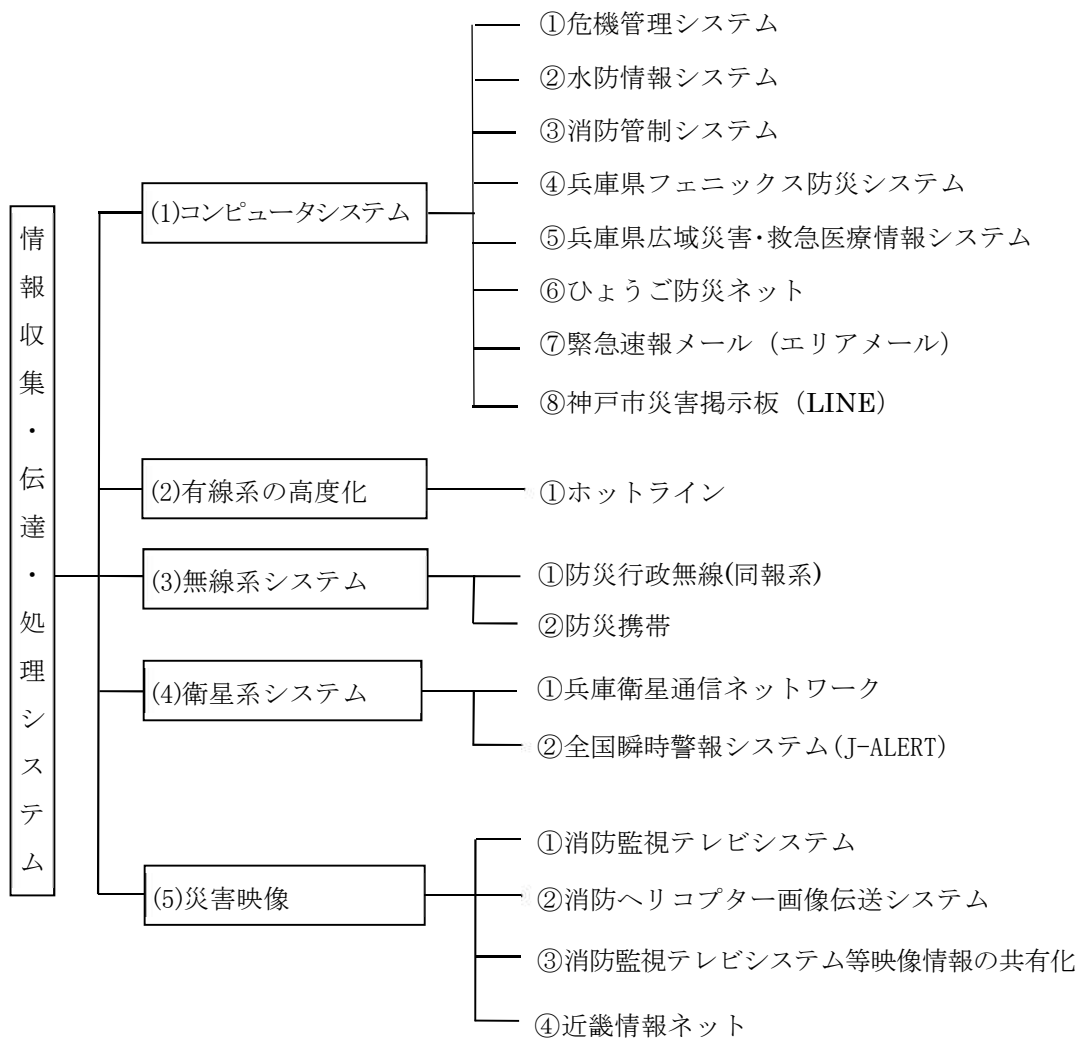 情報収集・伝達・処理システム
(1)コンピュータシステム
①危機管理システム
②水防情報システム
③消防管制システム
④兵庫県フェニックス防災システム
⑤兵庫県広域災害・救急医療情報システム
⑥ひょうご防災ネット
⑦緊急速報メール（エリアメール）
⑧神戸市災害掲示板（LINE）
(2)有線系の高度化
①ホットライン
(3)無線系システム
①防災行政無線(同報系)
②防災携帯
(4)衛星系システム
①兵庫衛星通信ネットワーク
②全国瞬時警報システム(J-ALERT)
(5)災害映像
①消防監視テレビシステム
②消防ヘリコプター画像伝送システム
③消防監視テレビシステム等映像情報の共有化
④近畿情報ネット